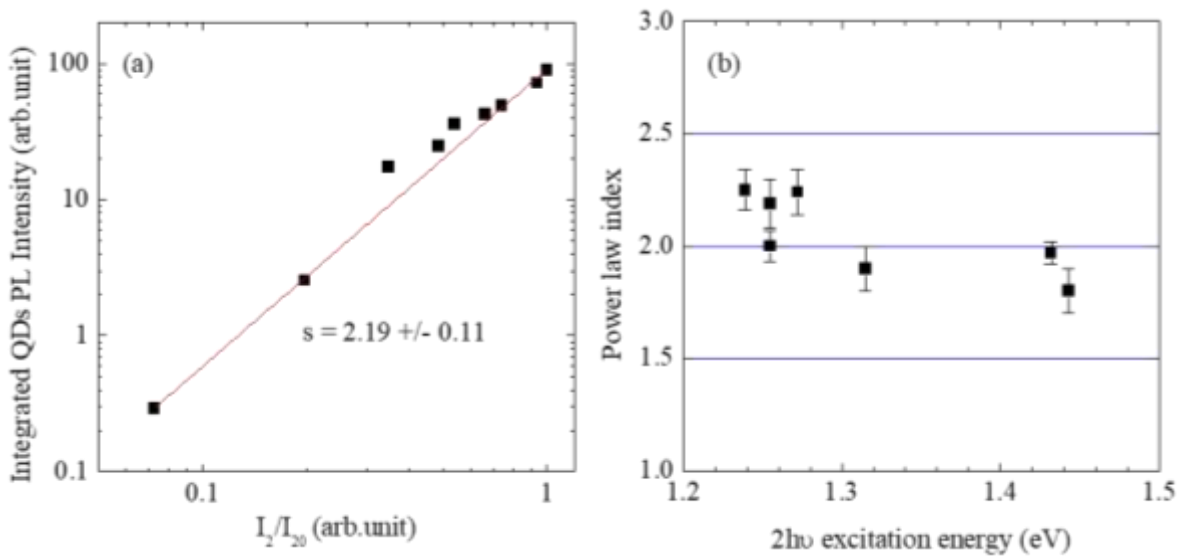 Integrated QDs PL Intensity (arb.unit)
100
10
1
0.1
(a)
s = 2.19 +/- 0.11
0.1
1
I₂/I₂₀ (arb.unit)
Power law index
3.0
2.5
2.0
1.5
1.0
(b)
1.2
1.3
1.4
1.5
2hυ excitation energy (eV)